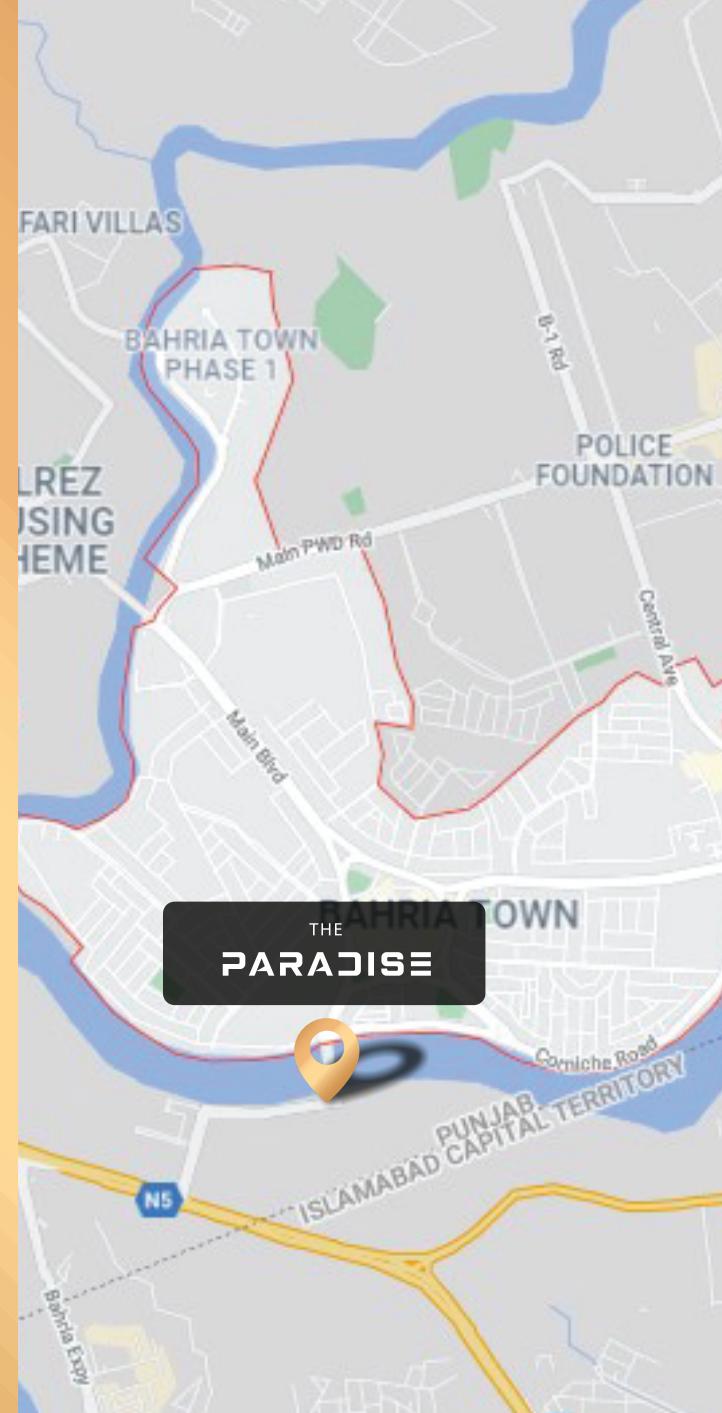 FARI VILLAS
BAHRIA TOWN
PHASE 1
B-1 Rd
POLICE
FOUNDATION
LREZ
USING
HEME
Main PWD Rd
Central Ave
Main Blvd
BAHRIA TOWN
THE
PARADISE
Corniche Road
PUNJAB
ISLAMABAD CAPITAL TERRITORY
N5
Bahria Expy